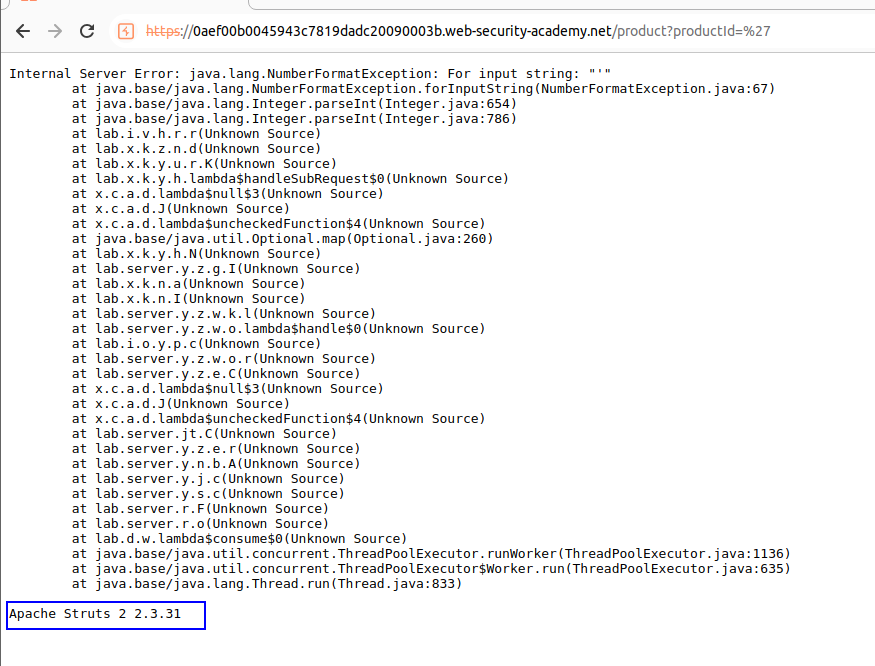 https://0aef00b0045943c7819dadc20090003b.web-security-academy.net/product?productId=%27
Internal Server Error: java.lang.NumberFormatException: For input string: "'"
at java.base/java.lang.NumberFormatException.forInputString(NumberFormatException.java:67)
at java.base/java.lang.Integer.parseInt(Integer.java:654)
at java.base/java.lang.Integer.parseInt(Integer.java:786)
at lab.i.v.h.r.r(Unknown Source)
at lab.x.k.z.n.d(Unknown Source)
at lab.x.k.y.u.r.K(Unknown Source)
at lab.x.k.y.h.lambda$handleSubRequest$0(Unknown Source)
at x.c.a.d.lambda$null$3(Unknown Source)
at x.c.a.d.J(Unknown Source)
at x.c.a.d.lambda$uncheckedFunction$4(Unknown Source)
at java.base/java.util.Optional.map(Optional.java:260)
at lab.x.k.y.h.N(Unknown Source)
at lab.server.y.z.g.I(Unknown Source)
at lab.x.k.n.a(Unknown Source)
at lab.x.k.n.I(Unknown Source)
at lab.server.y.z.w.k.l(Unknown Source)
at lab.server.y.z.w.o.lambda$handle$0(Unknown Source)
at lab.i.o.y.p.c(Unknown Source)
at lab.server.y.z.w.o.r(Unknown Source)
at lab.server.y.z.e.C(Unknown Source)
at x.c.a.d.lambda$null$3(Unknown Source)
at x.c.a.d.J(Unknown Source)
at x.c.a.d.lambda$uncheckedFunction$4(Unknown Source)
at lab.server.jt.C(Unknown Source)
at lab.server.y.z.e.r(Unknown Source)
at lab.server.y.n.b.A(Unknown Source)
at lab.server.y.j.c(Unknown Source)
at lab.server.y.s.c(Unknown Source)
at lab.server.r.F(Unknown Source)
at lab.server.r.o(Unknown Source)
at lab.d.w.lambda$consume$0(Unknown Source)
at java.base/java.util.concurrent.ThreadPoolExecutor.runWorker(ThreadPoolExecutor.java:1136)
at java.base/java.util.concurrent.ThreadPoolExecutor$Worker.run(ThreadPoolExecutor.java:635)
at java.base/java.lang.Thread.run(Thread.java:833)
Apache Struts 2 2.3.31